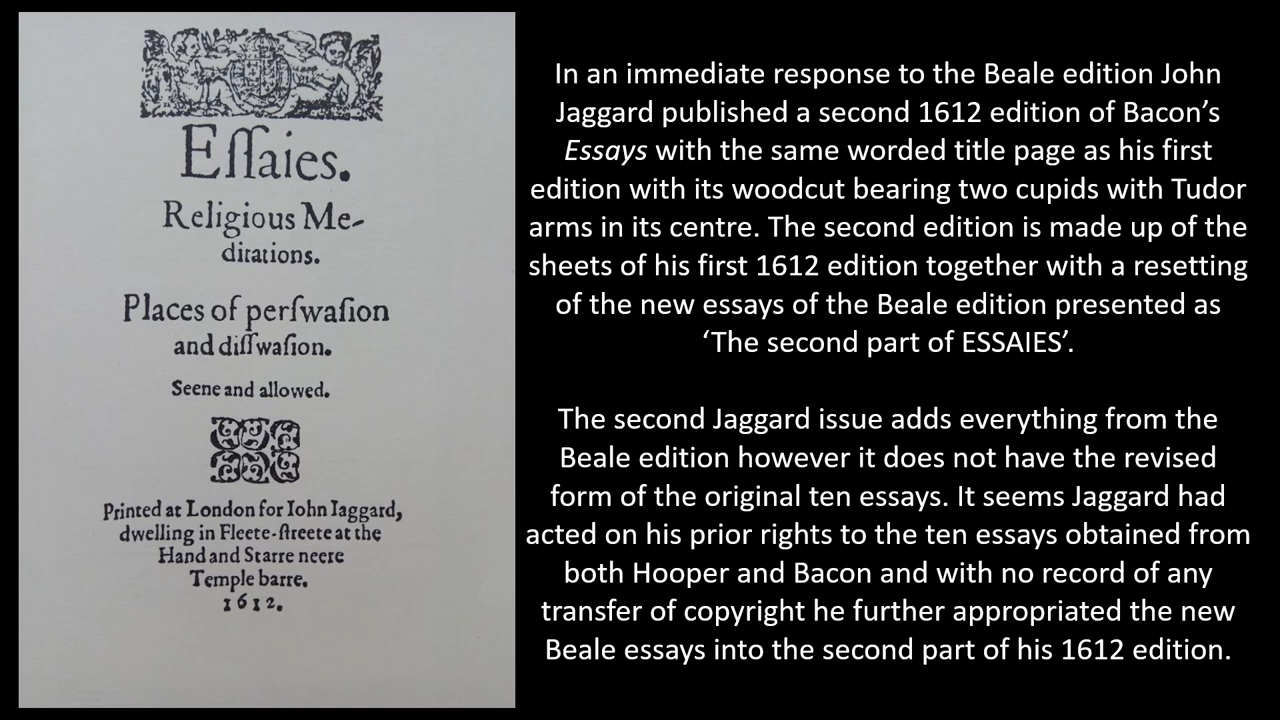 Eſſaies.
Religious Me-
ditations.
Places of perſwaſion
and diſſwaſion.
Seene and allowed.
Printed at London for Iohn Iaggard,
dwelling in Fleete-ſtreete at the
Hand and Starre neere
Temple barre.
1612.
In an immediate response to the Beale edition John
Jaggard published a second 1612 edition of Bacon’s
Essays with the same worded title page as his first
edition with its woodcut bearing two cupids with Tudor
arms in its centre. The second edition is made up of the
sheets of his first 1612 edition together with a resetting
of the new essays of the Beale edition presented as
‘The second part of ESSAIES’.
The second Jaggard issue adds everything from the
Beale edition however it does not have the revised
form of the original ten essays. It seems Jaggard had
acted on his prior rights to the ten essays obtained from
both Hooper and Bacon and with no record of any
transfer of copyright he further appropriated the new
Beale essays into the second part of his 1612 edition.